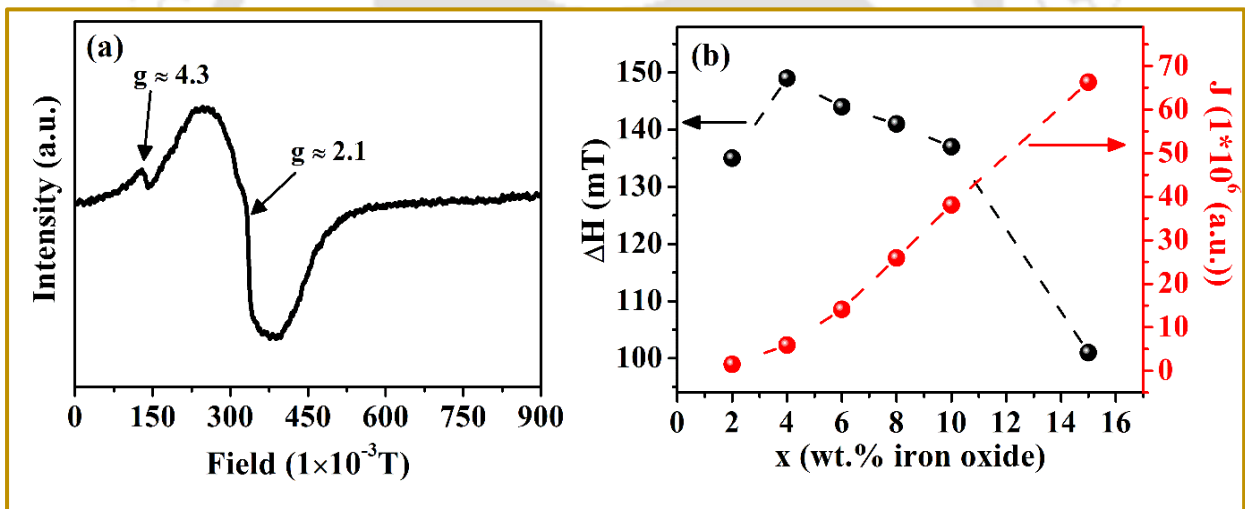 (a)
g ≈ 4.3
g ≈ 2.1
Intensity (a.u.)
0 150 300 450 600 750 900
Field (1×10⁻³T)
(b)
150
140
130
120
110
100
ΔH (mT)
0 2 4 6 8 10 12 14 16
x (wt.% iron oxide)
70
60
50
40
30
20
10
0
J (1*10⁶ (a.u.))